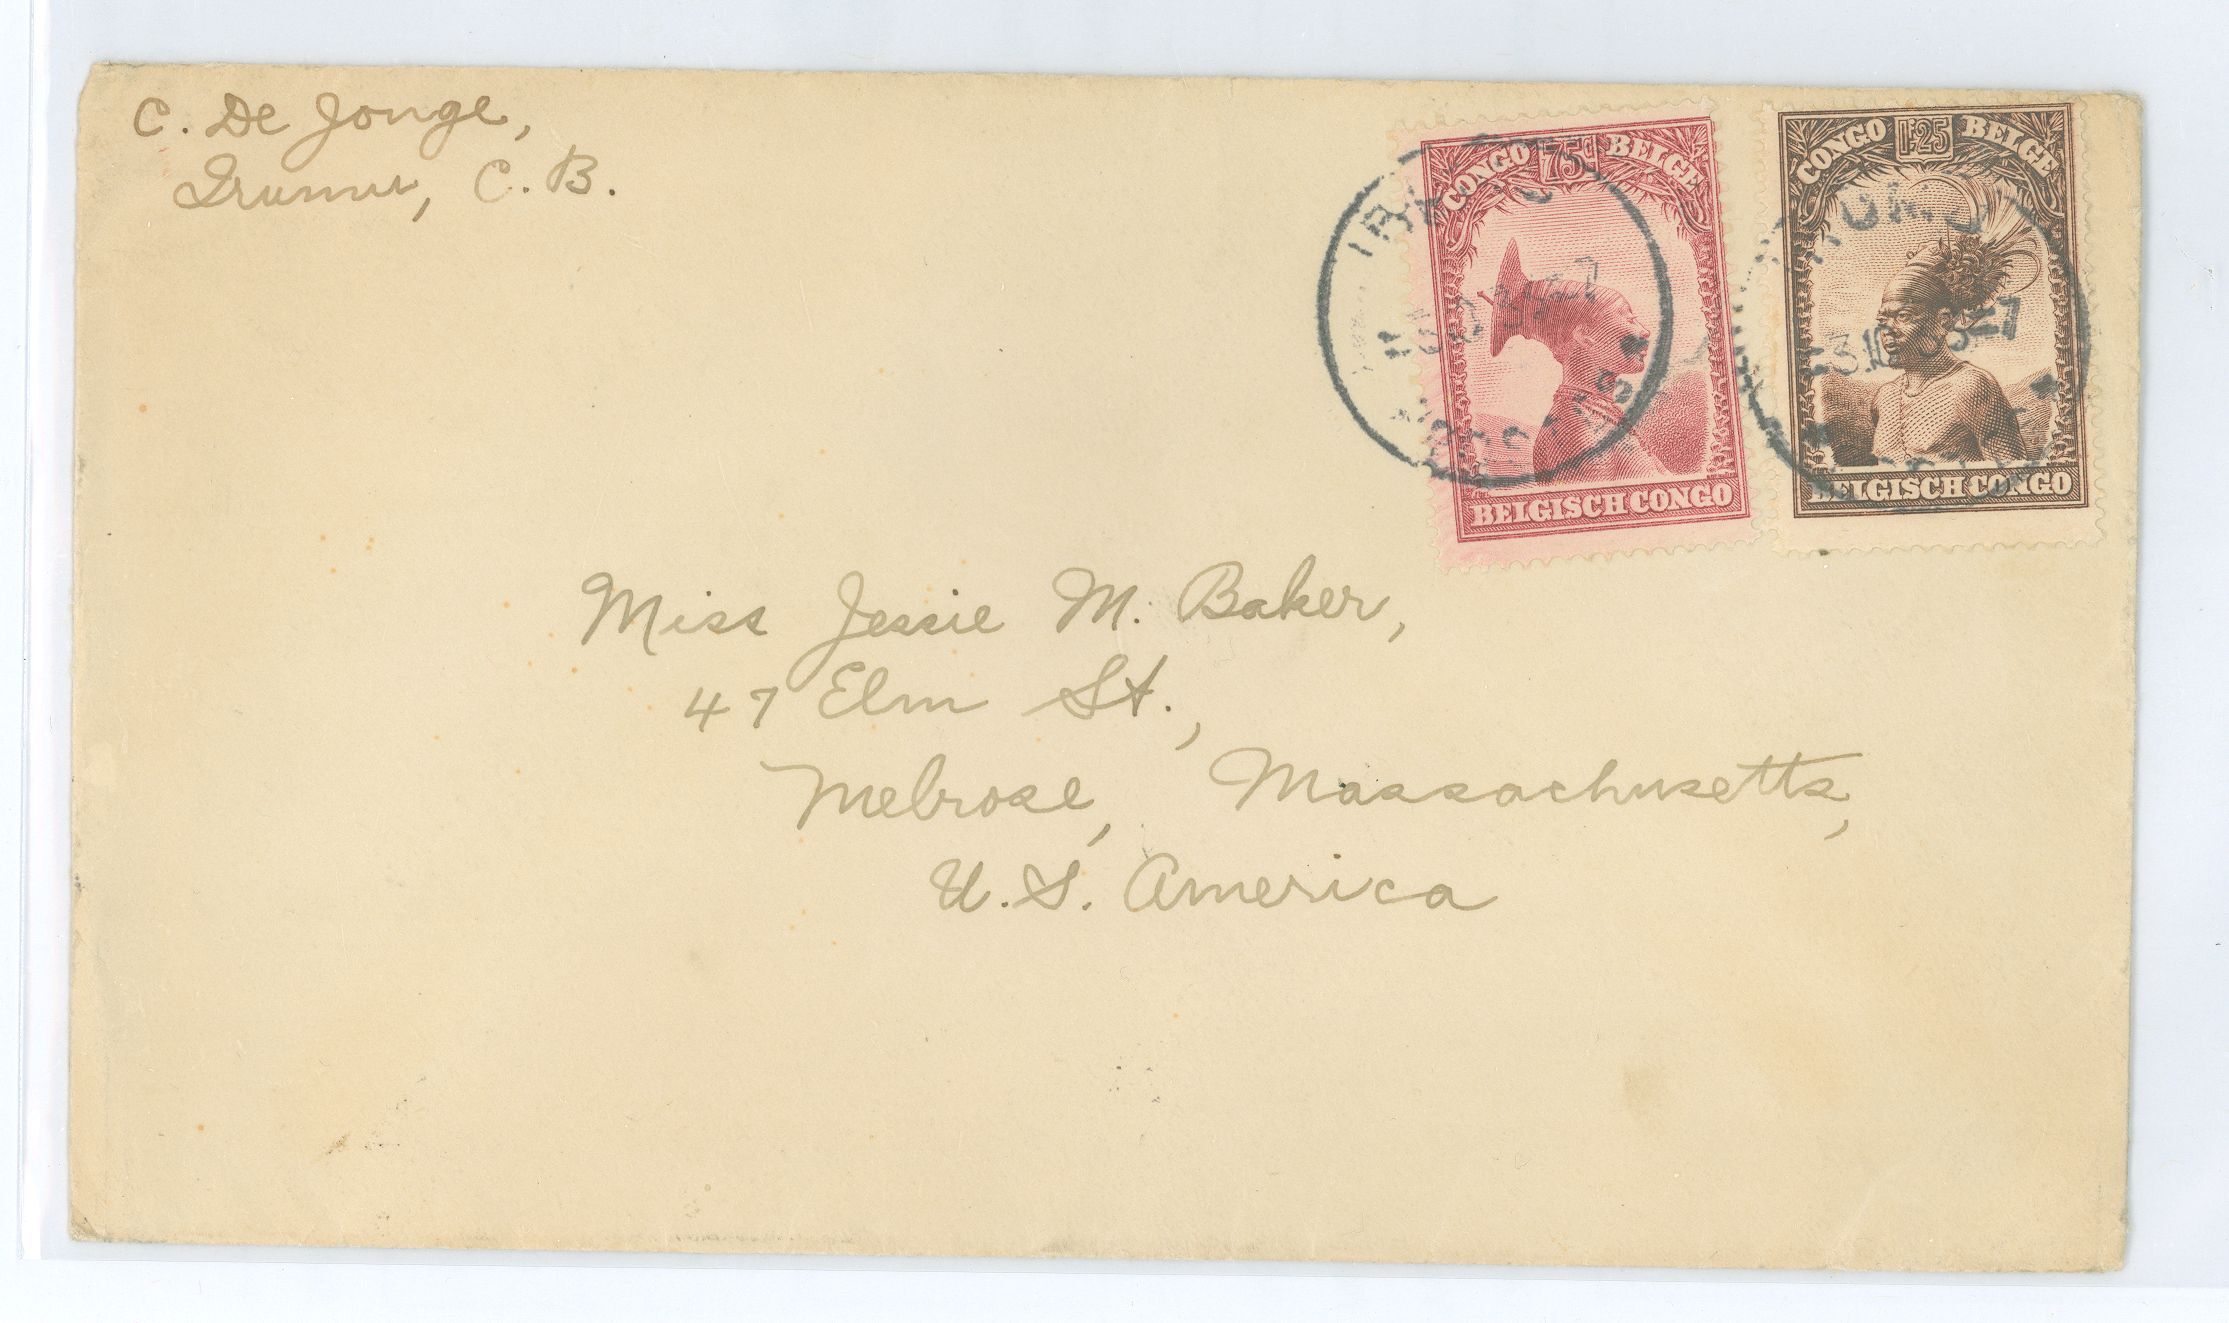 C. De Jonge,
Irumu, C. B.
CONGO 75c BELGE
BELGISCH CONGO
CONGO 1F25 BELGE
BELGISCH CONGO
Miss Jessie M. Baker,
47 Elm St.,
Melrose, Massachusetts,
U. S. America